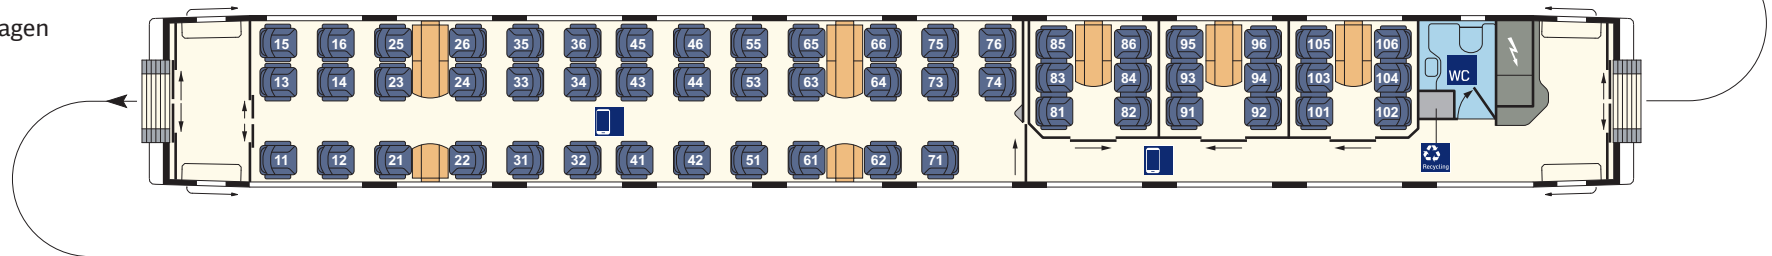 15 16 25 26 35 36 45 46 55 65 66 75 76 85 86 95 96 105 106
agen
13 14 23 24 33 34 43 44 53 63 64 73 74 83 84 93 94 103 104 WC
81 82 91 92 101 102
11 12 21 22 31 32 41 42 51 61 62 71
Recycling